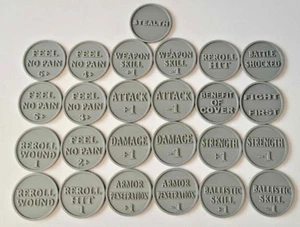 STEALTH
FEEL
NO PAIN
6+
FEEL
NO PAIN
4+
WEAPON
SKILL
-1
WEAPON
SKILL
+1
REROLL
HIT
BATTLE
SHOCKED
FEEL
NO PAIN
5+
FEEL
NO PAIN
3+
ATTACK
+1
ATTACK
-1
BENEFIT
OF
COVER
FIGHT
FIRST
REROLL
WOUND
1
FEEL
NO PAIN
2+
DAMAGE
+1
DAMAGE
-1
STRENGTH
+1
STRENGTH
-1
REROLL
WOUND
REROLL
HIT
1
ARMOR
PENETRATION
+1
ARMOR
PENETRATION
-1
BALLISTIC
SKILL
+1
BALLISTIC
SKILL
-1